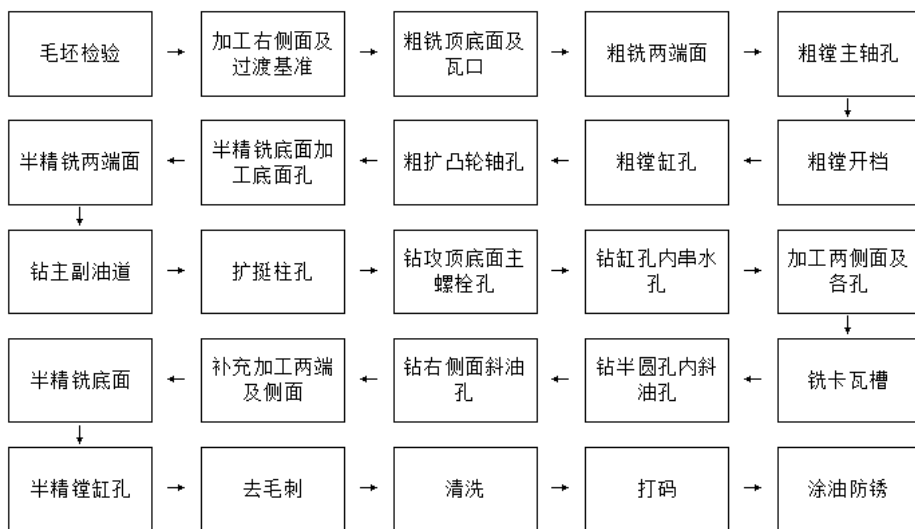 毛坯检验
加工右侧面及
过渡基准
粗铣顶底面及
瓦口
粗铣两端面
粗镗主轴孔
半精铣两端面
半精铣底面加
工底面孔
粗扩凸轮轴孔
粗镗缸孔
粗镗开档
钻主副油道
扩挺柱孔
钻攻顶底面主
螺栓孔
钻缸孔内串水
孔
加工两侧面及
各孔
半精铣底面
补充加工两端
及侧面
钻右侧面斜油
孔
钻半圆孔内斜
油孔
铣卡瓦槽
半精镗缸孔
去毛刺
清洗
打码
涂油防锈